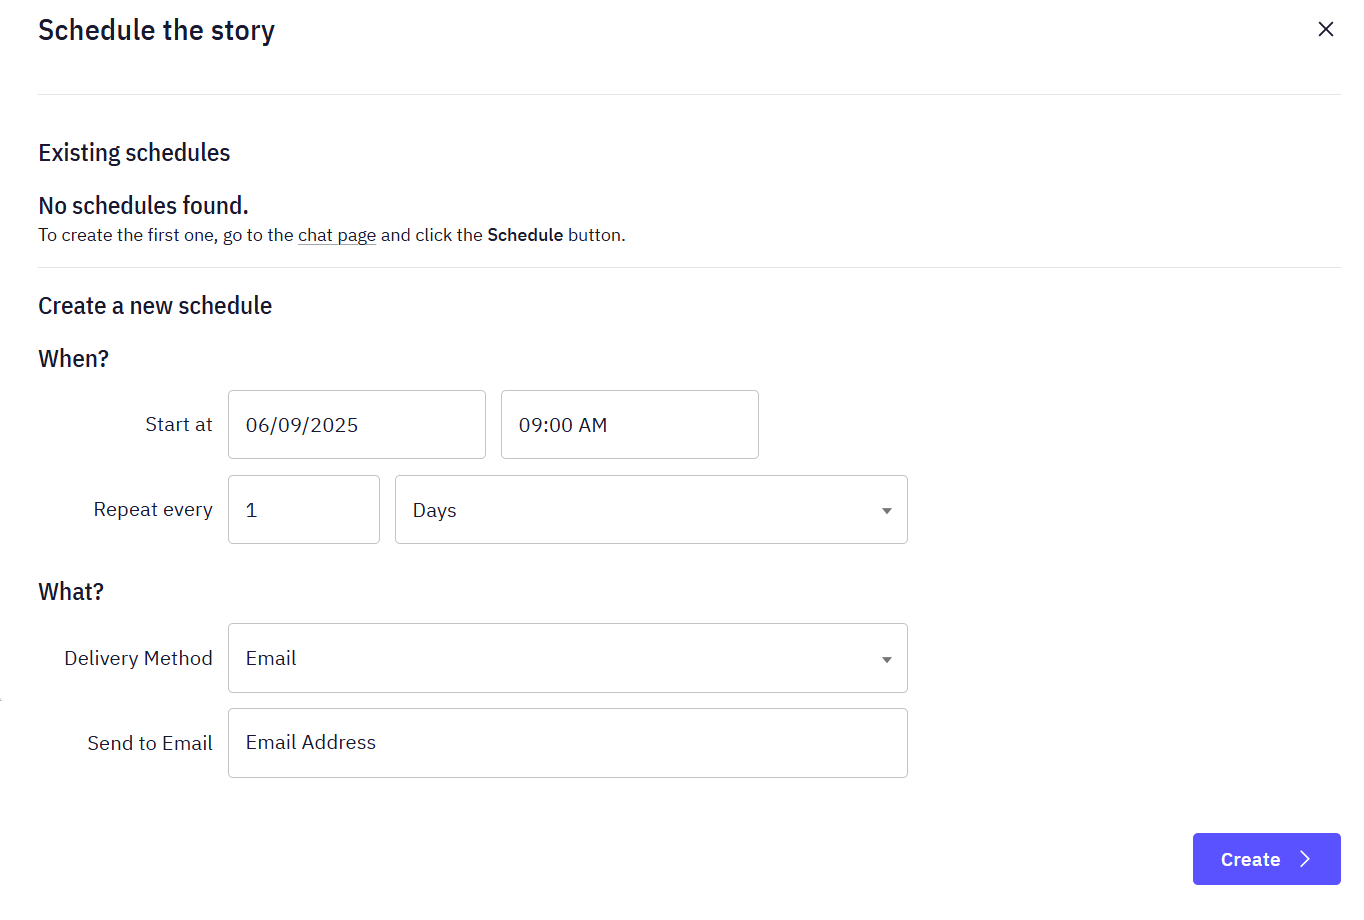 Schedule the story
Existing schedules
No schedules found.
To create the first one, go to the chat page and click the Schedule button.
Create a new schedule
When?
Start at 06/09/2025 09:00 AM
Repeat every 1 Days
What?
Delivery Method Email
Send to Email Email Address
Create